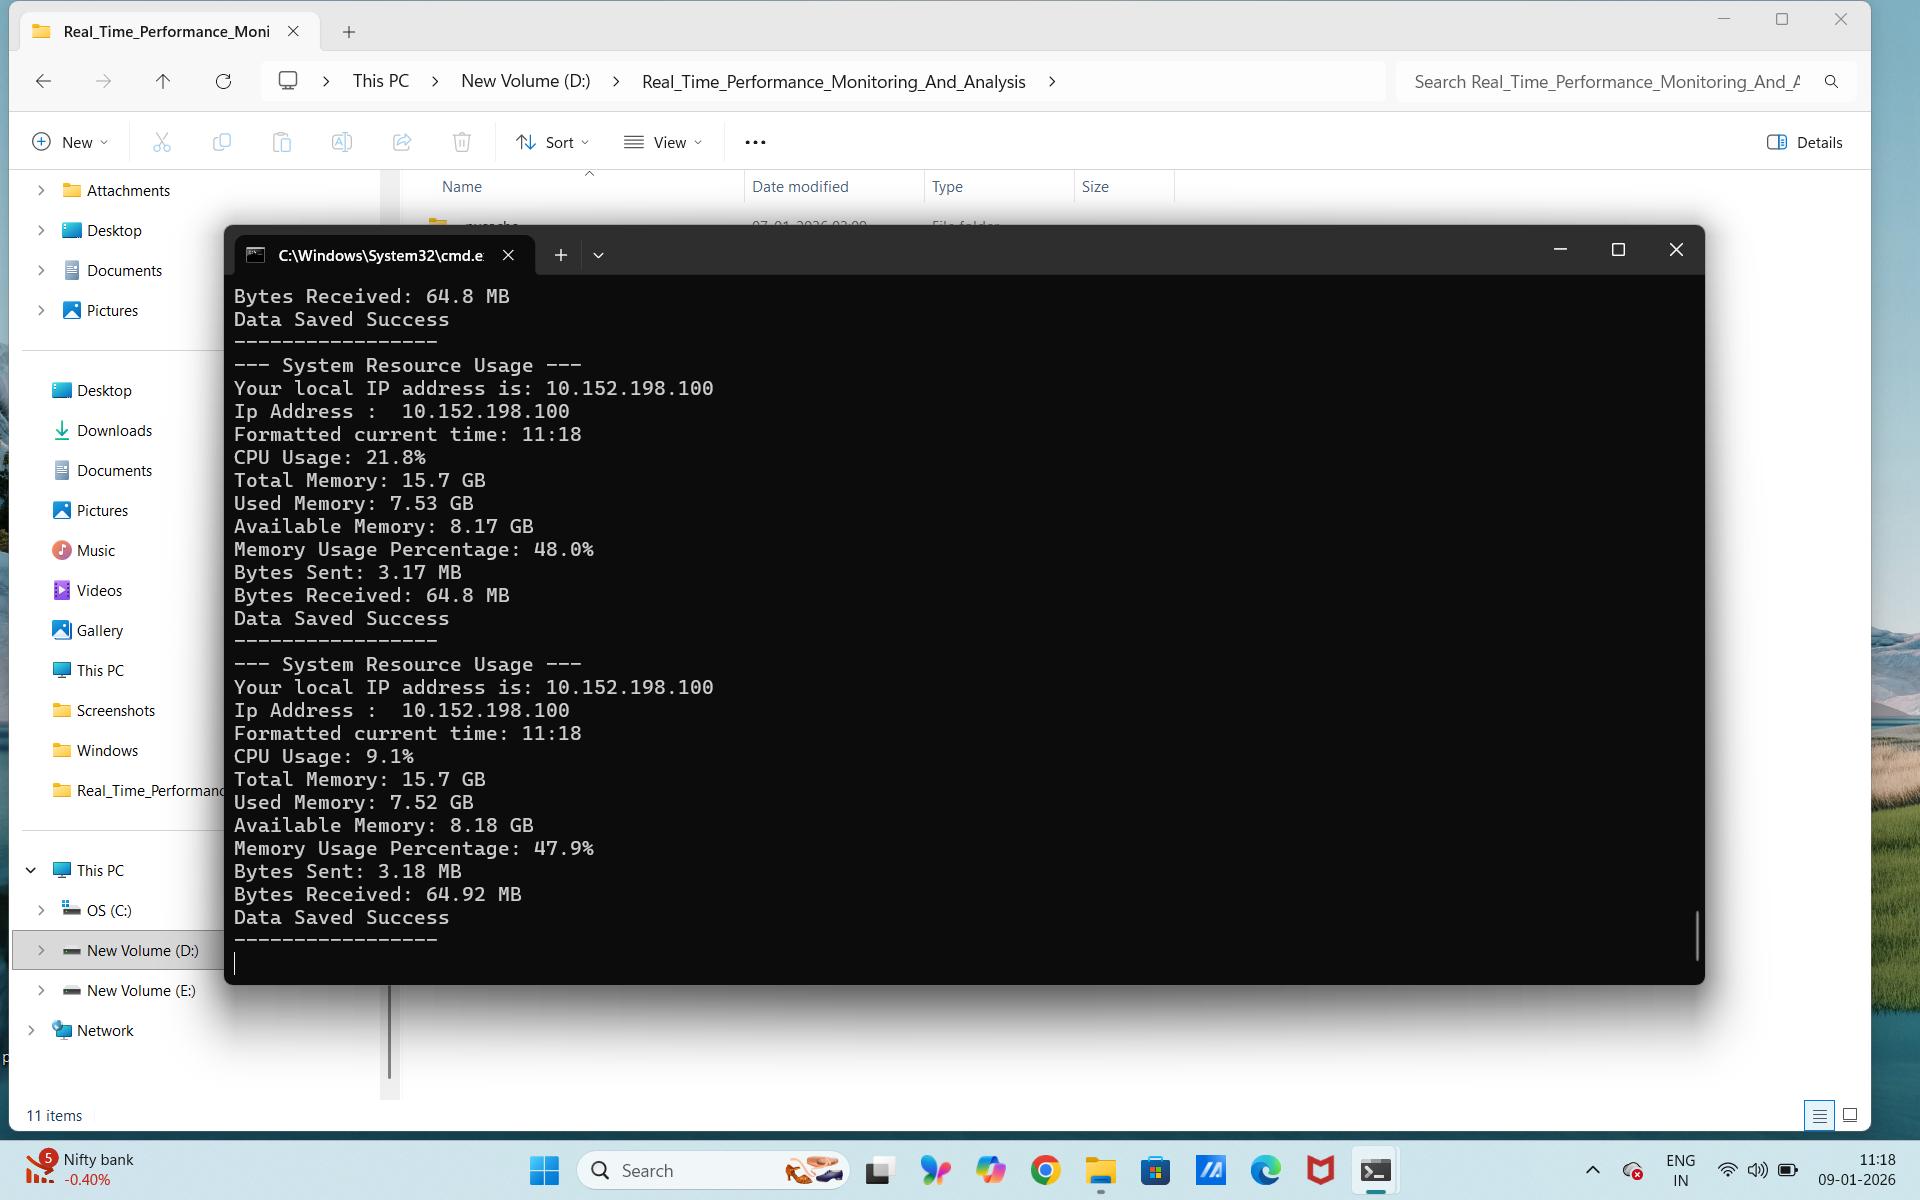 Real_Time_Performance_Moni
This PC New Volume (D:) Real_Time_Performance_Monitoring_And_Analysis
Search Real_Time_Performance_Monitoring_And_A
New Sort View Details
Name Date modified Type Size
Attachments
Desktop
Documents
Pictures
Desktop
Downloads
Documents
Pictures
Music
Videos
Gallery
This PC
Screenshots
Windows
Real_Time_Performanc
This PC
OS (C:)
New Volume (D:)
New Volume (E:)
Network
11 items
C:\Windows\System32\cmd.e
Bytes Received: 64.8 MB
Data Saved Success
-----------------
--- System Resource Usage ---
Your local IP address is: 10.152.198.100
Ip Address :  10.152.198.100
Formatted current time: 11:18
CPU Usage: 21.8%
Total Memory: 15.7 GB
Used Memory: 7.53 GB
Available Memory: 8.17 GB
Memory Usage Percentage: 48.0%
Bytes Sent: 3.17 MB
Bytes Received: 64.8 MB
Data Saved Success
-----------------
--- System Resource Usage ---
Your local IP address is: 10.152.198.100
Ip Address :  10.152.198.100
Formatted current time: 11:18
CPU Usage: 9.1%
Total Memory: 15.7 GB
Used Memory: 7.52 GB
Available Memory: 8.18 GB
Memory Usage Percentage: 47.9%
Bytes Sent: 3.18 MB
Bytes Received: 64.92 MB
Data Saved Success
-----------------
5
Nifty bank
-0.40%
Search
ENG
IN
11:18
09-01-2026